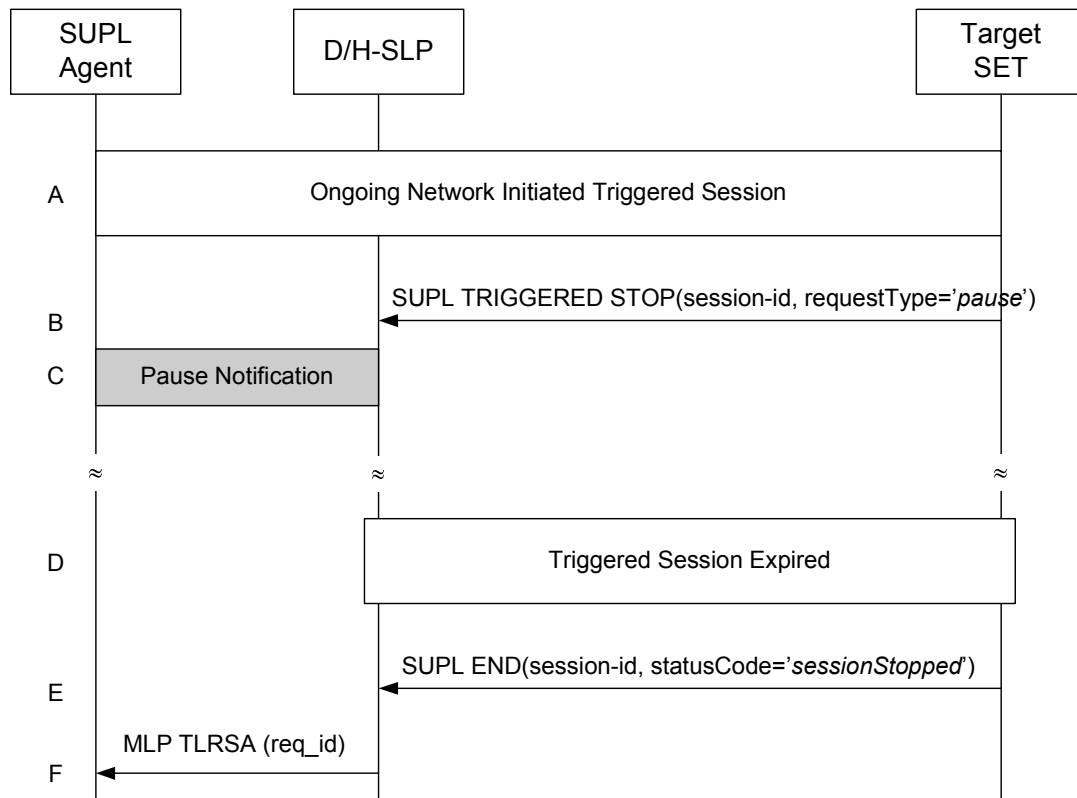 SUPL
Agent
D/H-SLP
Target
SET
A
Ongoing Network Initiated Triggered Session
SUPL TRIGGERED STOP(session-id, requestType=’pause’)
B
C
Pause Notification
≈ ≈ ≈
D
Triggered Session Expired
SUPL END(session-id, statusCode=’sessionStopped’)
E
MLP TLRSA (req_id)
F